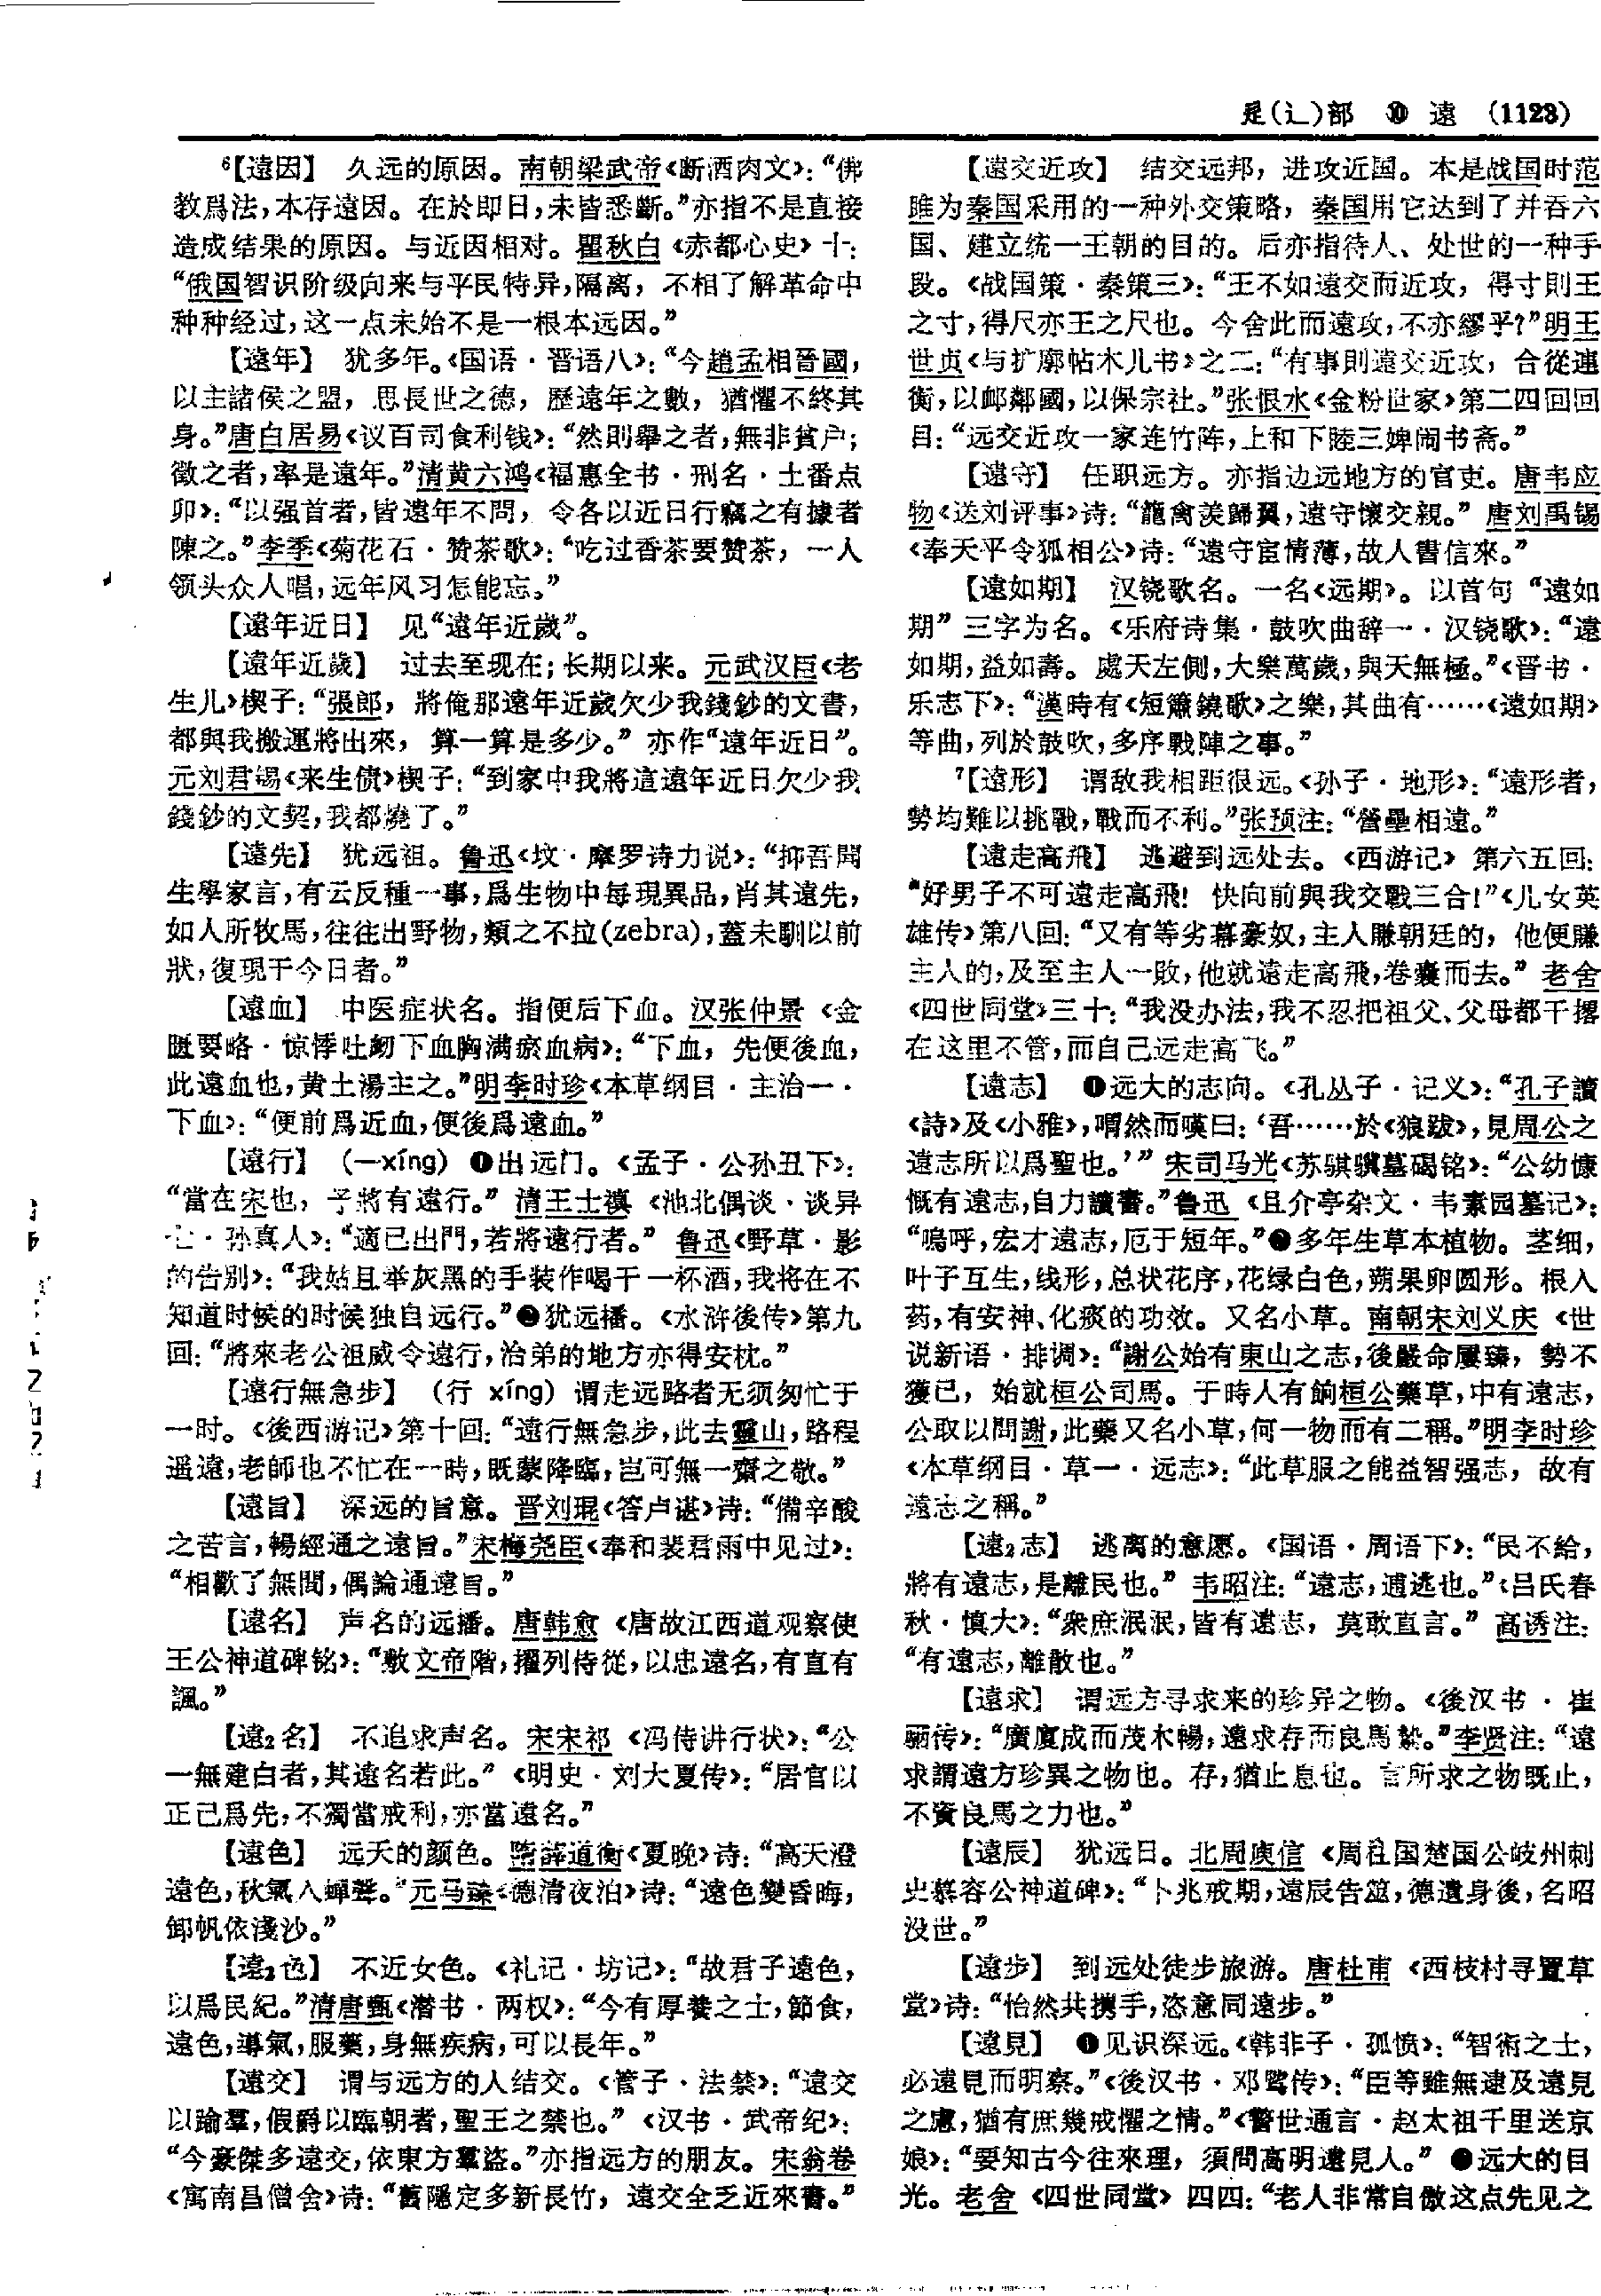 辵(辶)部 ⑩ 遠 (1123)
⁶【遠因】 久远的原因。南朝梁武帝《断酒肉文》：“佛
教爲法，本存遠因。在於即日，未皆悉斷。”亦指不是直接
造成结果的原因。与近因相对。瞿秋白《赤都心史》十：
“俄国智识阶级向来与平民特异，隔离，不相了解革命中
种种经过，这一点未始不是一根本远因。”
【遠年】 犹多年。《国语·晋语八》：“今趙孟相晉國，
以主諸侯之盟，思長世之德，歷遠年之數，猶懼不終其
身。”唐白居易《议百司食利钱》：“然則舉之者，無非貧户；
徵之者，率是遠年。”清黄六鸿《福惠全书·刑名·土番点
卯》：“以强首者，皆遠年不問，令各以近日行竊之有據者
陳之。”李季《菊花石·赞茶歌》：“吃过香茶要赞茶，一人
领头众人唱，远年风习怎能忘。”
【遠年近日】 见“遠年近歲”。
【遠年近歲】 过去至现在；长期以来。元武汉臣《老
生儿》楔子：“張郎，將俺那遠年近歲欠少我錢鈔的文書，
都與我搬運將出來，算一算是多少。”亦作“遠年近日”。
元刘君锡《来生债》楔子：“到家中我將這遠年近日欠少我
錢鈔的文契，我都燒了。”
【遠先】 犹远祖。鲁迅《坟·摩罗诗力说》：“抑吾聞
生學家言，有云反種一事，爲生物中每現異品，肖其遠先，
如人所牧馬，往往出野物，類之不拉(zebra)，蓋未馴以前
狀，復現于今日者。”
【遠血】 中医症状名。指便后下血。汉张仲景《金
匮要略·惊悸吐衄下血胸满瘀血病》：“下血，先便後血，
此遠血也，黄土湯主之。”明李时珍《本草纲目·主治一·
下血》：“便前爲近血，便後爲遠血。”
【遠行】 (—xíng) ❶出远门。《孟子·公孙丑下》：
“當在宋也，予將有遠行。”清王士禛《池北偶谈·谈异
七·孙真人》：“適已出門，若將遠行者。”鲁迅《野草·影
的告别》：“我姑且举灰黑的手装作喝干一杯酒，我将在不
知道时候的时候独自远行。”❷犹远播。《水浒後传》第九
回：“將來老公祖威令遠行，治弟的地方亦得安枕。”
【遠行無急步】 (行 xíng) 谓走远路者无须匆忙于
一时。《後西游记》第十回：“遠行無急步，此去靈山，路程
遥遠，老師也不忙在一時，既蒙降臨，豈可無一齋之敬。”
【遠旨】 深远的旨意。晋刘琨《答卢谌》诗：“備辛酸
之苦言，暢經通之遠旨。”宋梅尧臣《奉和裴君雨中见过》：
“相歡了無間，偶論通遠旨。”
【遠名】 声名的远播。唐韩愈《唐故江西道观察使
王公神道碑铭》：“敷文帝階，擢列侍從，以忠遠名，有直有
諷。”
【遠₂名】 不追求声名。宋宋祁《冯侍讲行状》：“公
一無建白者，其遠名若此。”《明史·刘大夏传》：“居官以
正己爲先，不獨當戒利，亦當遠名。”
【遠色】 远天的颜色。隋薛道衡《夏晚》诗：“高天澄
遠色，秋氣入蟬聲。”元马臻《德清夜泊》诗：“遠色變昏晦，
卸帆依淺沙。”
【遠₂色】 不近女色。《礼记·坊记》：“故君子遠色，
以爲民紀。”清唐甄《潜书·两权》：“今有厚養之士，節食，
遠色，導氣，服藥，身無疾病，可以長年。”
【遠交】 谓与远方的人结交。《管子·法禁》：“遠交
以踰羣，假爵以臨朝者，聖王之禁也。”《汉书·武帝纪》：
“今豪傑多遠交，依東方羣盜。”亦指远方的朋友。宋翁卷
《寓南昌僧舍》诗：“舊隱定多新長竹，遠交全乏近來書。”
【遠交近攻】 结交远邦，进攻近国。本是战国时范
雎为秦国采用的一种外交策略，秦国用它达到了并吞六
国、建立统一王朝的目的。后亦指待人、处世的一种手
段。《战国策·秦策三》：“王不如遠交而近攻，得寸則王
之寸，得尺亦王之尺也。今舍此而遠攻，不亦繆乎？”明王
世贞《与扩廓帖木儿书》之二：“有事則遠交近攻，合從連
衡，以卹鄰國，以保宗社。”张恨水《金粉世家》第二四回回
目：“远交近攻一家连竹阵，上和下睦三婢闹书斋。”
【遠守】 任职远方。亦指边远地方的官吏。唐韦应
物《送刘评事》诗：“籠禽羡歸翼，遠守懷交親。”唐刘禹锡
《奉天平令狐相公》诗：“遠守宦情薄，故人書信來。”
【遠如期】 汉铙歌名。一名《远期》。以首句“遠如
期”三字为名。《乐府诗集·鼓吹曲辞一·汉铙歌》：“遠
如期，益如壽。處天左側，大樂萬歲，與天無極。”《晋书·
乐志下》：“漢時有《短簫鐃歌》之樂，其曲有……《遠如期》
等曲，列於鼓吹，多序戰陣之事。”
⁷【遠形】 谓敌我相距很远。《孙子·地形》：“遠形者，
勢均難以挑戰，戰而不利。”张预注：“營壘相遠。”
【遠走高飛】 逃避到远处去。《西游记》第六五回：
“好男子不可遠走高飛！快向前與我交戰三合！”《儿女英
雄传》第八回：“又有等劣幕豪奴，主人賺朝廷的，他便賺
主人的，及至主人一敗，他就遠走高飛，卷囊而去。”老舍
《四世同堂》三十：“我没办法，我不忍把祖父、父母都干撂
在这里不管，而自己远走高飞。”
【遠志】 ❶远大的志向。《孔丛子·记义》：“孔子讀
《詩》及《小雅》，喟然而嘆曰：‘吾……於《狼跋》，見周公之
遠志所以爲聖也。’”宋司马光《苏骐骥墓碣铭》：“公幼慷
慨有遠志，自力讀書。”鲁迅《且介亭杂文·韦素园墓记》：
“嗚呼，宏才遠志，厄于短年。”❷多年生草本植物。茎细，
叶子互生，线形，总状花序，花绿白色，蒴果卵圆形。根入
药，有安神、化痰的功效。又名小草。南朝宋刘义庆《世
说新语·排调》：“謝公始有東山之志，後嚴命屢臻，勢不
獲已，始就桓公司馬。于時人有餉桓公藥草，中有遠志，
公取以問謝，此藥又名小草，何一物而有二稱。”明李时珍
《本草纲目·草一·远志》：“此草服之能益智强志，故有
遠志之稱。”
【遠₂志】 逃离的意愿。《国语·周语下》：“民不給，
將有遠志，是離民也。”韦昭注：“遠志，逋逃也。”《吕氏春
秋·慎大》：“衆庶泯泯，皆有遠志，莫敢直言。”高诱注：
“有遠志，離散也。”
【遠求】 谓远方寻求来的珍异之物。《後汉书·崔
骃传》：“廣廈成而茂木暢，遠求存而良馬縶。”李贤注：“遠
求謂遠方珍異之物也。存，猶止息也。言所求之物既止，
不資良馬之力也。”
【遠辰】 犹远日。北周庾信《周柱国楚国公岐州刺
史慕容公神道碑》：“卜兆戒期，遠辰告筮，德遺身後，名昭
没世。”
【遠步】 到远处徒步旅游。唐杜甫《西枝村寻置草
堂》诗：“怡然共攜手，恣意同遠步。”
【遠見】 ❶见识深远。《韩非子·孤愤》：“智術之士，
必遠見而明察。”《後汉书·邓骘传》：“臣等雖無逮及遠見
之慮，猶有庶幾戒懼之情。”《警世通言·赵太祖千里送京
娘》：“要知古今往來理，須問高明遠見人。”❷远大的目
光。老舍《四世同堂》四四：“老人非常自傲这点先见之